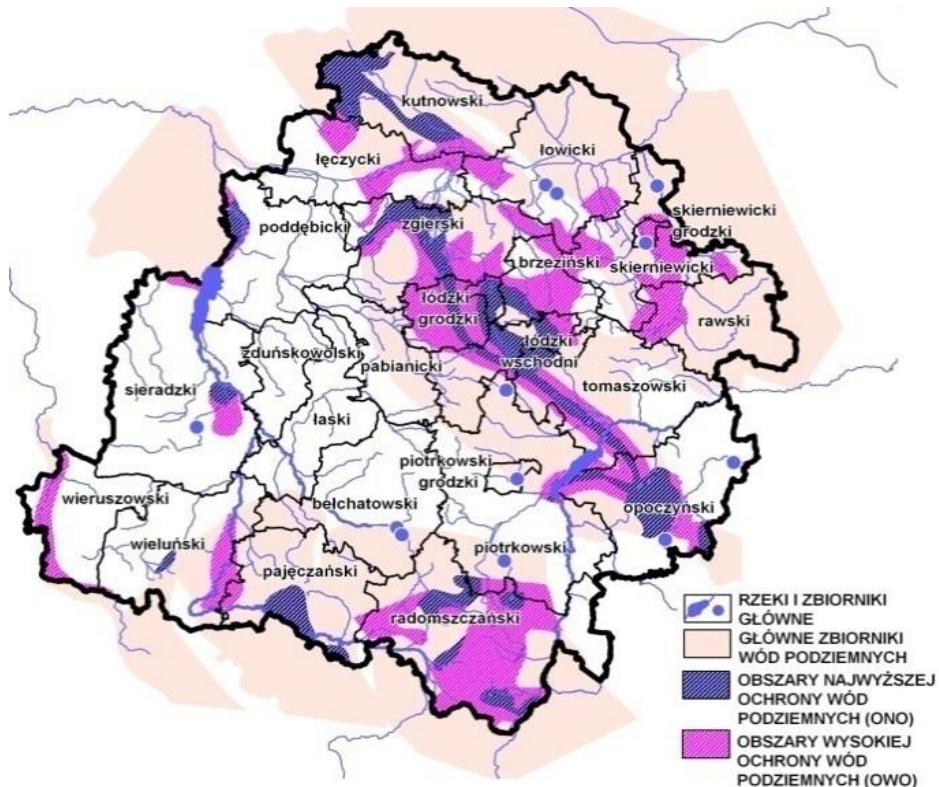 kutnowski
łęczycki
łowicki
skierniewicki
grodzki
poddębicki
zgierski
brzeziński
skierniewicki
łódzki
grodzki
rawski
łódzki
wschodni
zduńskowolski
pabianicki
tomaszowski
sieradzki
łaski
piotrkowski
grodzki
wieruszowski
bełchatowski
opoczyński
wieluński
pajęczański
piotrkowski
radomszczański
RZEKI I ZBIORNIKI
GŁÓWNE
GŁÓWNE ZBIORNIKI
WÓD PODZIEMNYCH
OBSZARY NAJWYŻSZEJ
OCHRONY WÓD
PODZIEMNYCH (ONO)
OBSZARY WYSOKIEJ
OCHRONY WÓD
PODZIEMNYCH (OWO)